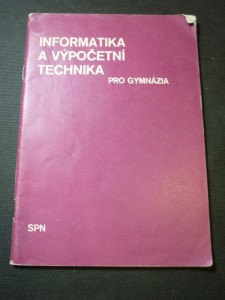 INFORMATIKA
A VÝPOČETNÍ
TECHNIKA
PRO GYMNÁZIA
SPN